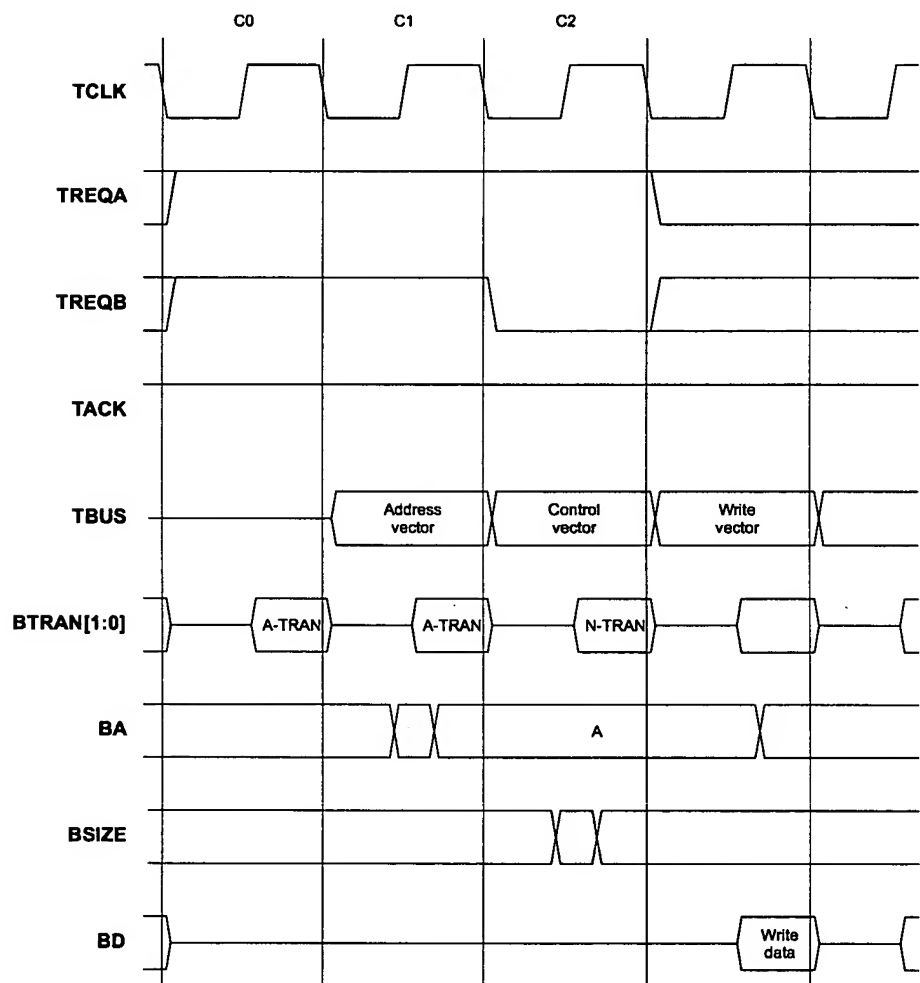 C0 C1 C2
TCLK
TREQA
TREQB
TACK
TBUS Address vector Control vector Write vector
BTRAN[1:0] A-TRAN A-TRAN N-TRAN
BA A
BSIZE
BD Write data